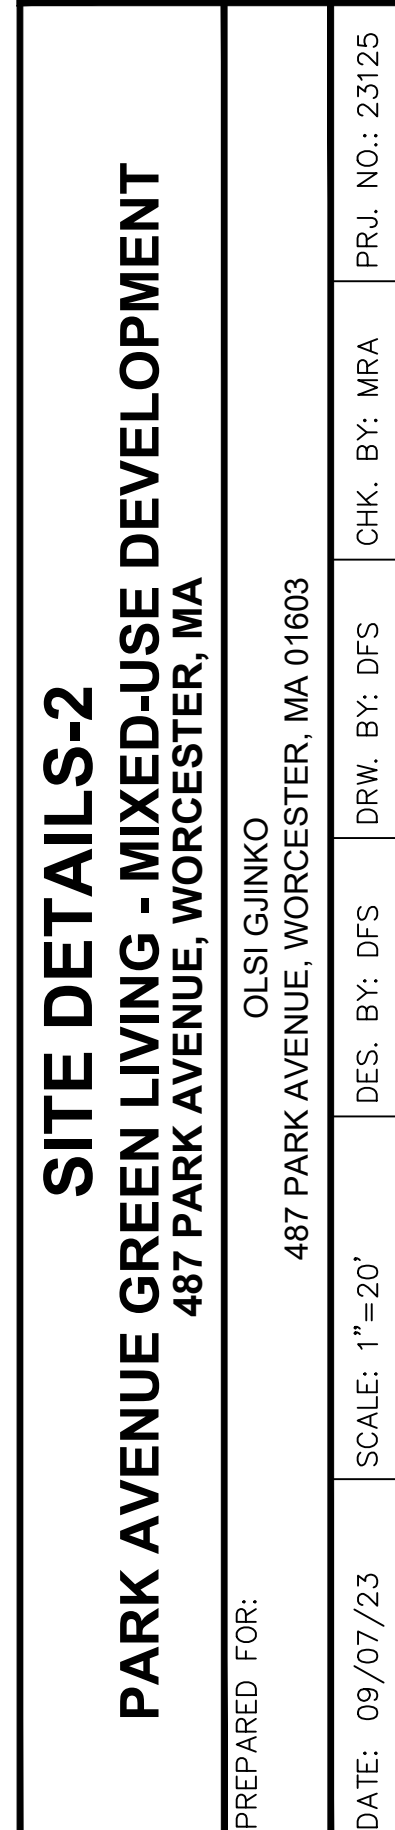 SITE DETAILS-2
PARK AVENUE GREEN LIVING - MIXED-USE DEVELOPMENT
487 PARK AVENUE, WORCESTER, MA
PREPARED FOR:
OLSI GJINKO
487 PARK AVENUE, WORCESTER, MA 01603
DATE: 09/07/23
SCALE: 1"=20'
DES. BY: DFS
DRW. BY: DFS
CHK. BY: MRA
PRJ. NO.: 23125